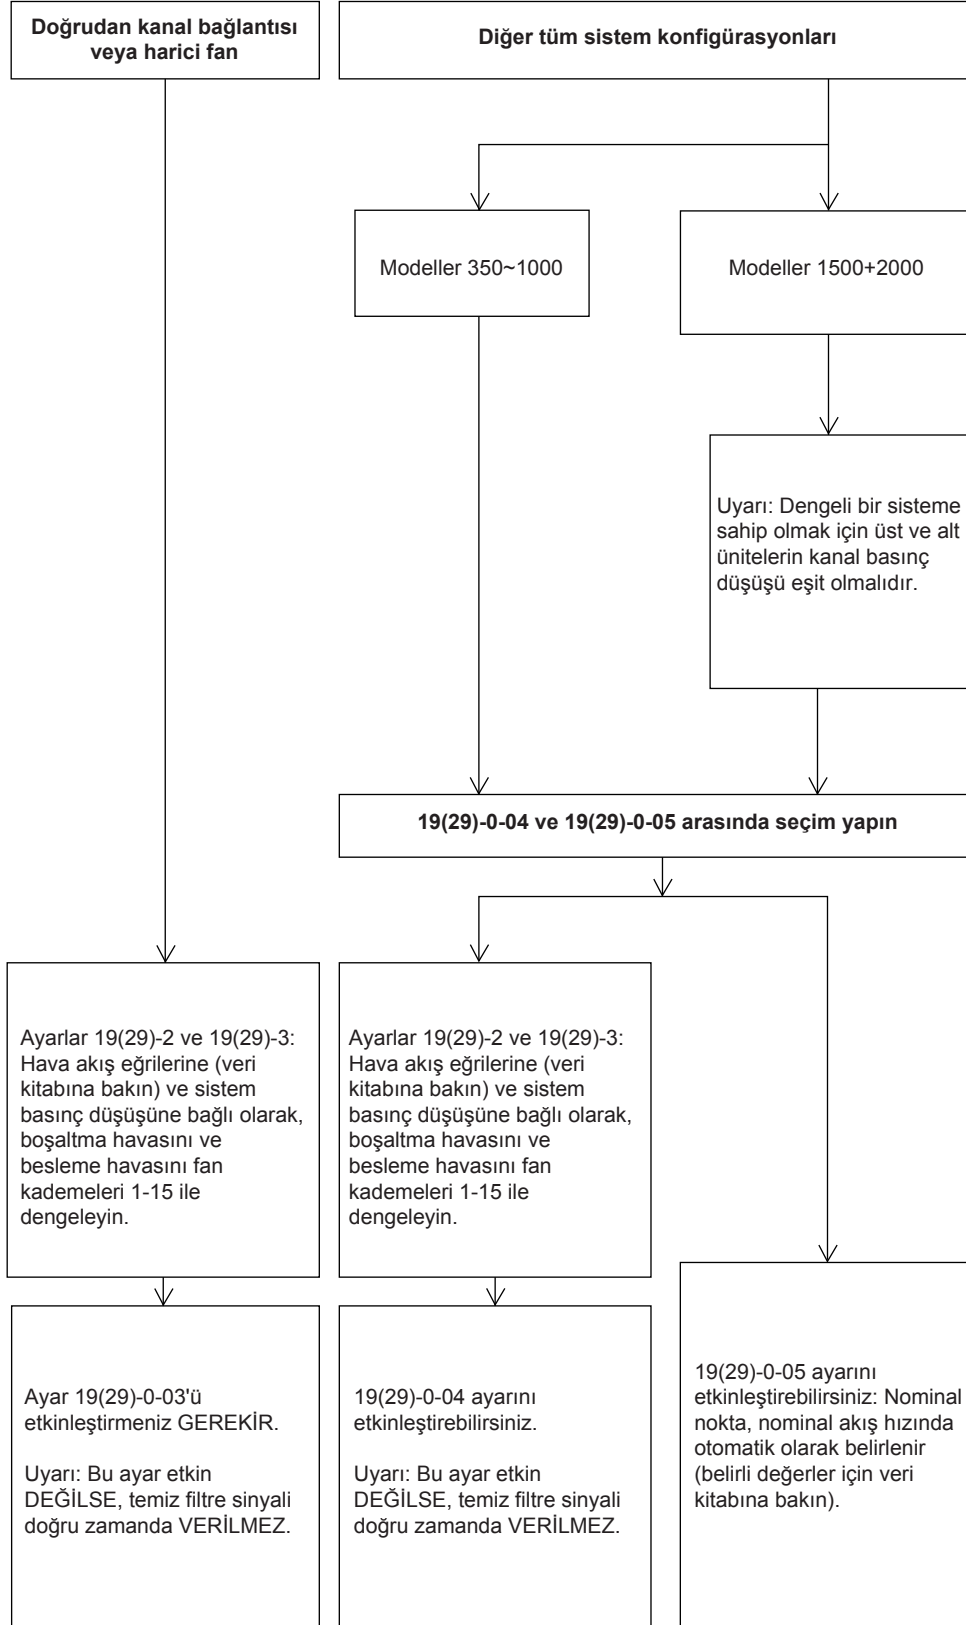 Doğrudan kanal bağlantısı
veya harici fan
Diğer tüm sistem konfigürasyonları
Modeller 350~1000
Modeller 1500+2000
Uyarı: Dengeli bir sisteme
sahip olmak için üst ve alt
ünitelerin kanal basınç
düşüşü eşit olmalıdır.
19(29)-0-04 ve 19(29)-0-05 arasında seçim yapın
Ayarlar 19(29)-2 ve 19(29)-3:
Hava akış eğrilerine (veri
kitabına bakın) ve sistem
basınç düşüşüne bağlı olarak,
boşaltma havasını ve
besleme havasını fan
kademeleri 1-15 ile
dengeleyin.
Ayarlar 19(29)-2 ve 19(29)-3:
Hava akış eğrilerine (veri
kitabına bakın) ve sistem
basınç düşüşüne bağlı olarak,
boşaltma havasını ve
besleme havasını fan
kademeleri 1-15 ile
dengeleyin.
Ayar 19(29)-0-03'ü
etkinleştirmeniz GEREKİR.
Uyarı: Bu ayar etkin
DEĞİLSE, temiz filtre sinyali
doğru zamanda VERİLMEZ.
19(29)-0-04 ayarını
etkinleştirebilirsiniz.
Uyarı: Bu ayar etkin
DEĞİLSE, temiz filtre sinyali
doğru zamanda VERİLMEZ.
19(29)-0-05 ayarını
etkinleştirebilirsiniz: Nominal
nokta, nominal akış hızında
otomatik olarak belirlenir
(belirli değerler için veri
kitabına bakın).